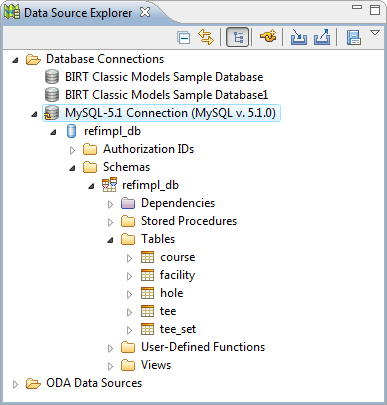 Data Source Explorer
Database Connections
BIRT Classic Models Sample Database
BIRT Classic Models Sample Database1
MySQL-5.1 Connection (MySQL v. 5.1.0)
refimpl_db
Authorization IDs
Schemas
refimpl_db
Dependencies
Stored Procedures
Tables
course
facility
hole
tee
tee_set
User-Defined Functions
Views
ODA Data Sources